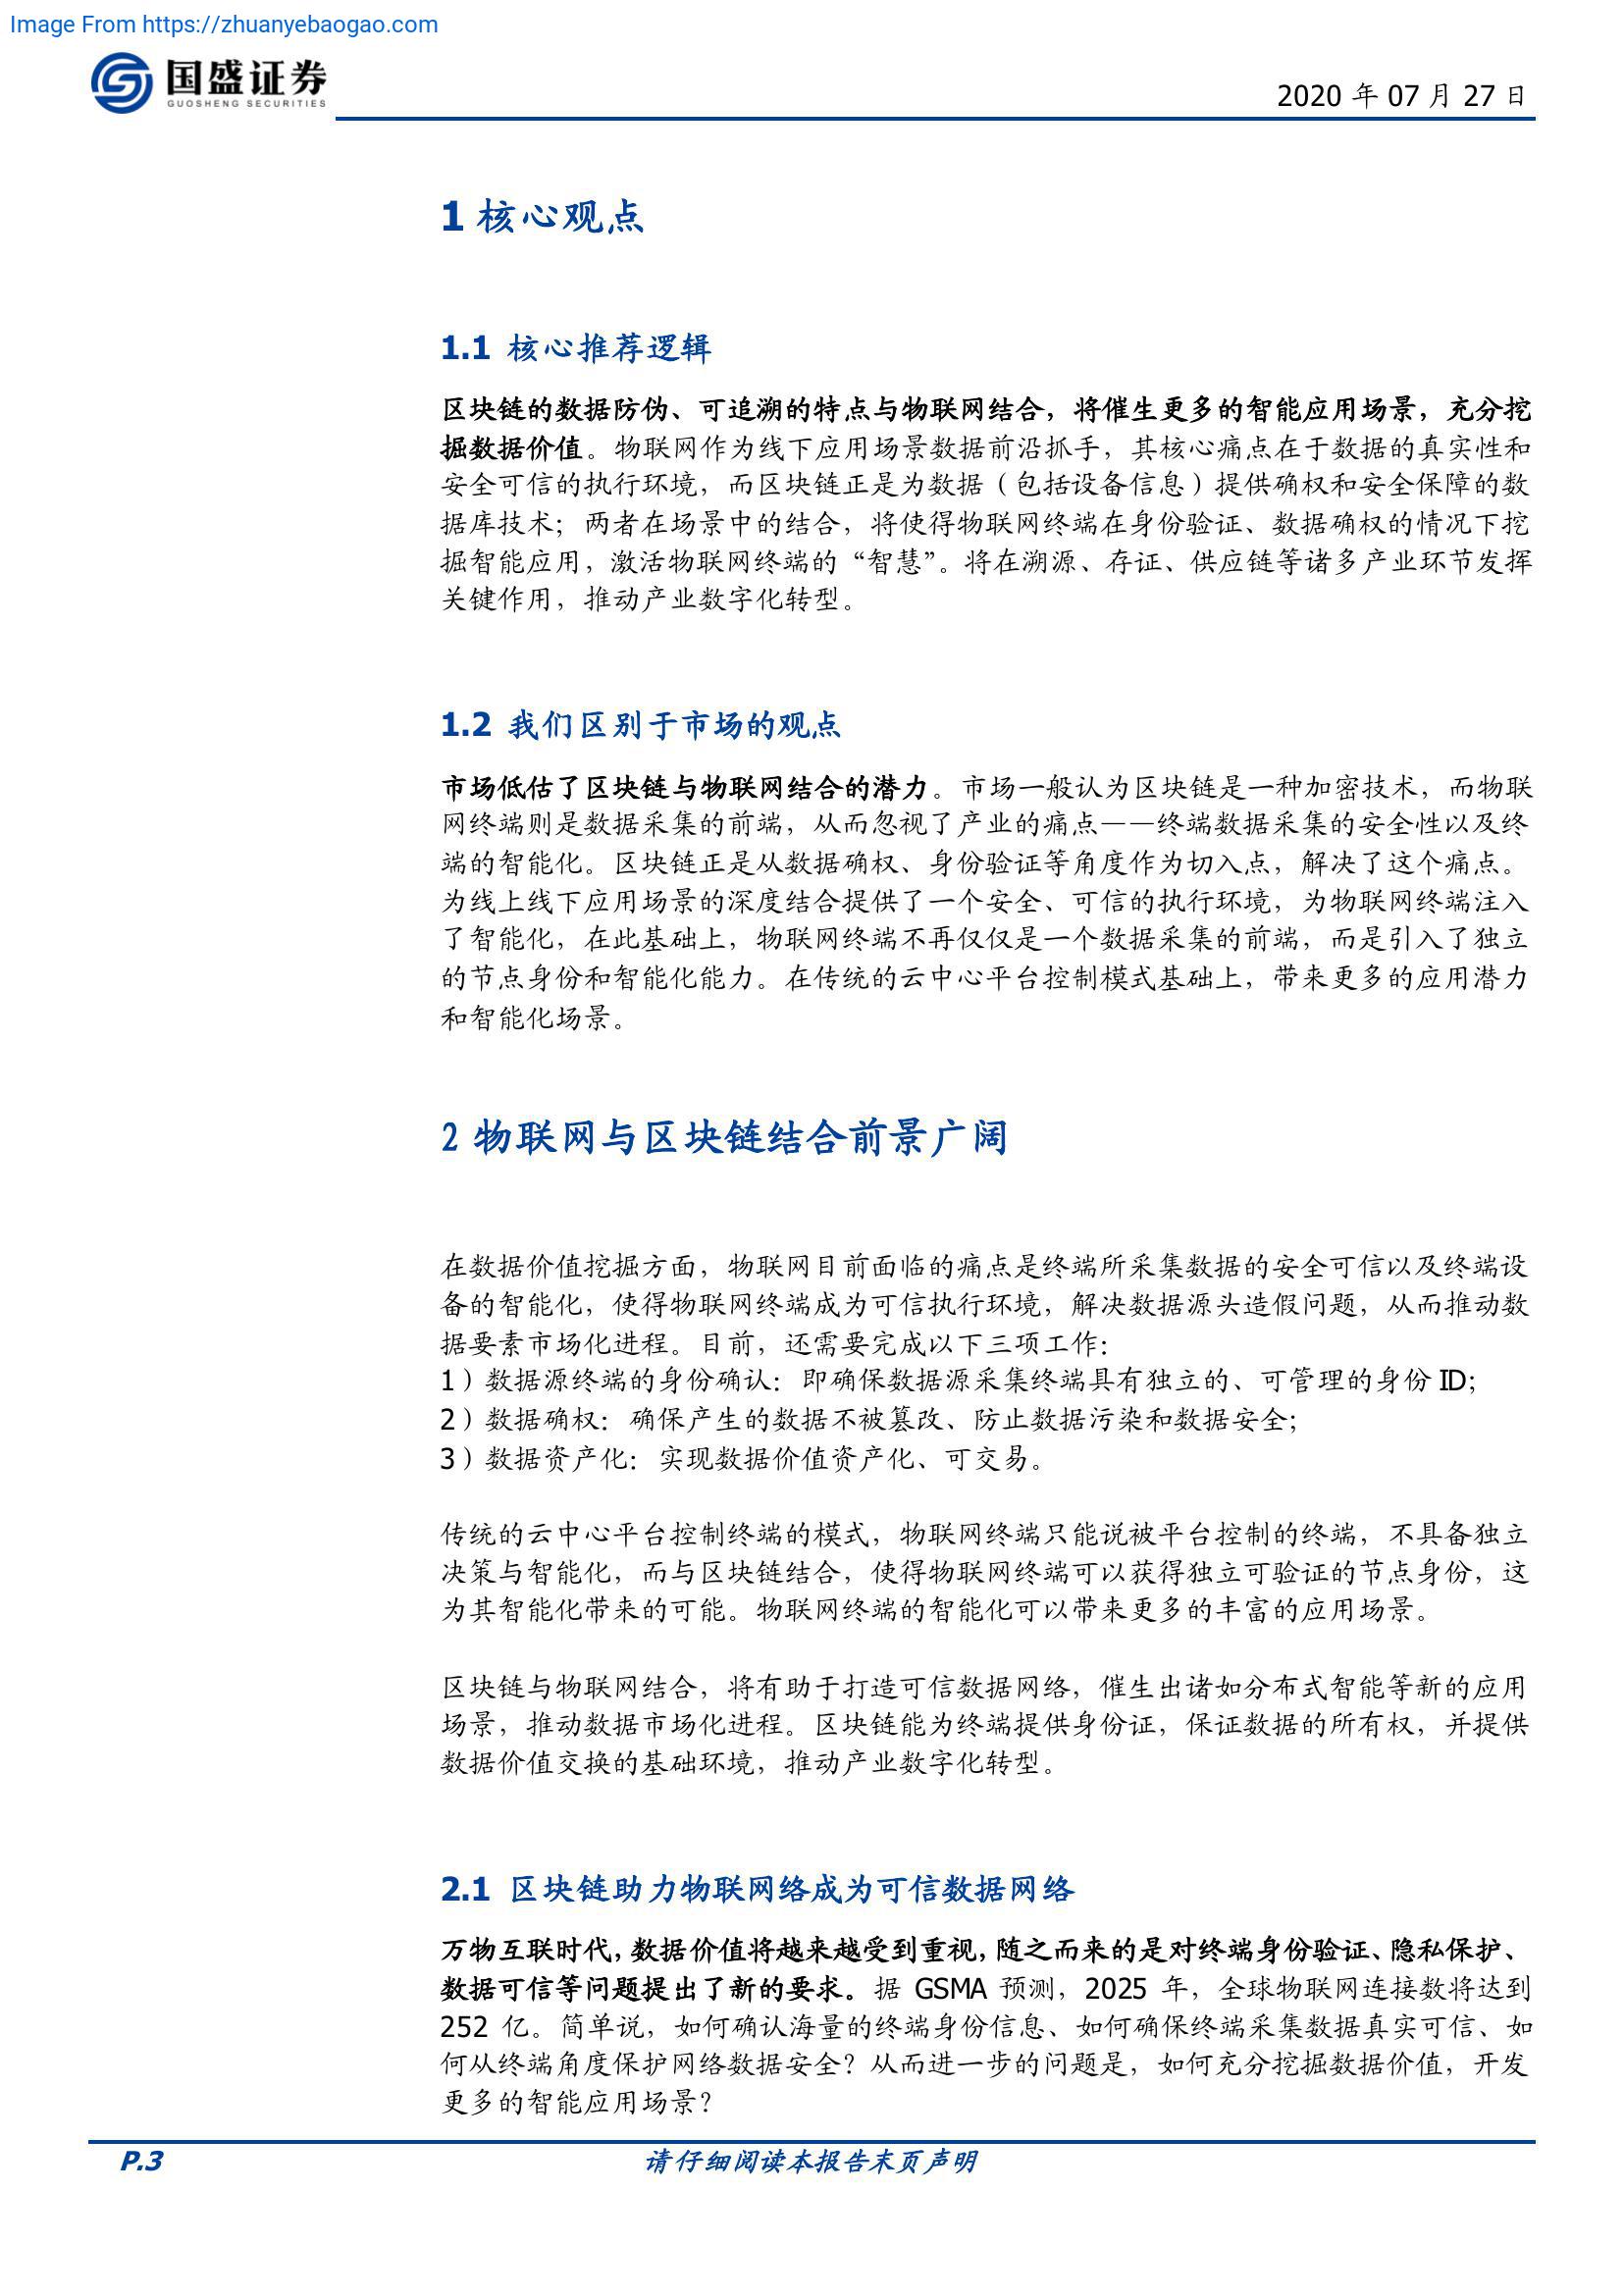 Image From https://zhuanyebaogao.com
国盛证券
GUOSHENG SECURITIES
2020 年 07 月 27 日
1 核心观点
1.1 核心推荐逻辑
区块链的数据防伪、可追溯的特点与物联网结合，将催生更多的智能应用场景，充分挖
掘数据价值。物联网作为线下应用场景数据前沿抓手，其核心痛点在于数据的真实性和
安全可信的执行环境，而区块链正是为数据（包括设备信息）提供确权和安全保障的数
据库技术；两者在场景中的结合，将使得物联网终端在身份验证、数据确权的情况下挖
掘智能应用，激活物联网终端的“智慧”。将在溯源、存证、供应链等诸多产业环节发挥
关键作用，推动产业数字化转型。
1.2 我们区别于市场的观点
市场低估了区块链与物联网结合的潜力。市场一般认为区块链是一种加密技术，而物联
网终端则是数据采集的前端，从而忽视了产业的痛点——终端数据采集的安全性以及终
端的智能化。区块链正是从数据确权、身份验证等角度作为切入点，解决了这个痛点。
为线上线下应用场景的深度结合提供了一个安全、可信的执行环境，为物联网终端注入
了智能化，在此基础上，物联网终端不再仅仅是一个数据采集的前端，而是引入了独立
的节点身份和智能化能力。在传统的云中心平台控制模式基础上，带来更多的应用潜力
和智能化场景。
2 物联网与区块链结合前景广阔
在数据价值挖掘方面，物联网目前面临的痛点是终端所采集数据的安全可信以及终端设
备的智能化，使得物联网终端成为可信执行环境，解决数据源头造假问题，从而推动数
据要素市场化进程。目前，还需要完成以下三项工作：
1）数据源终端的身份确认：即确保数据源采集终端具有独立的、可管理的身份 ID；
2）数据确权：确保产生的数据不被篡改、防止数据污染和数据安全；
3）数据资产化：实现数据价值资产化、可交易。
传统的云中心平台控制终端的模式，物联网终端只能说被平台控制的终端，不具备独立
决策与智能化，而与区块链结合，使得物联网终端可以获得独立可验证的节点身份，这
为其智能化带来的可能。物联网终端的智能化可以带来更多的丰富的应用场景。
区块链与物联网结合，将有助于打造可信数据网络，催生出诸如分布式智能等新的应用
场景，推动数据市场化进程。区块链能为终端提供身份证，保证数据的所有权，并提供
数据价值交换的基础环境，推动产业数字化转型。
2.1 区块链助力物联网络成为可信数据网络
万物互联时代，数据价值将越来越受到重视，随之而来的是对终端身份验证、隐私保护、
数据可信等问题提出了新的要求。据 GSMA 预测，2025 年，全球物联网连接数将达到
252 亿。简单说，如何确认海量的终端身份信息、如何确保终端采集数据真实可信、如
何从终端角度保护网络数据安全？从而进一步的问题是，如何充分挖掘数据价值，开发
更多的智能应用场景？
P.3
请仔细阅读本报告末页声明